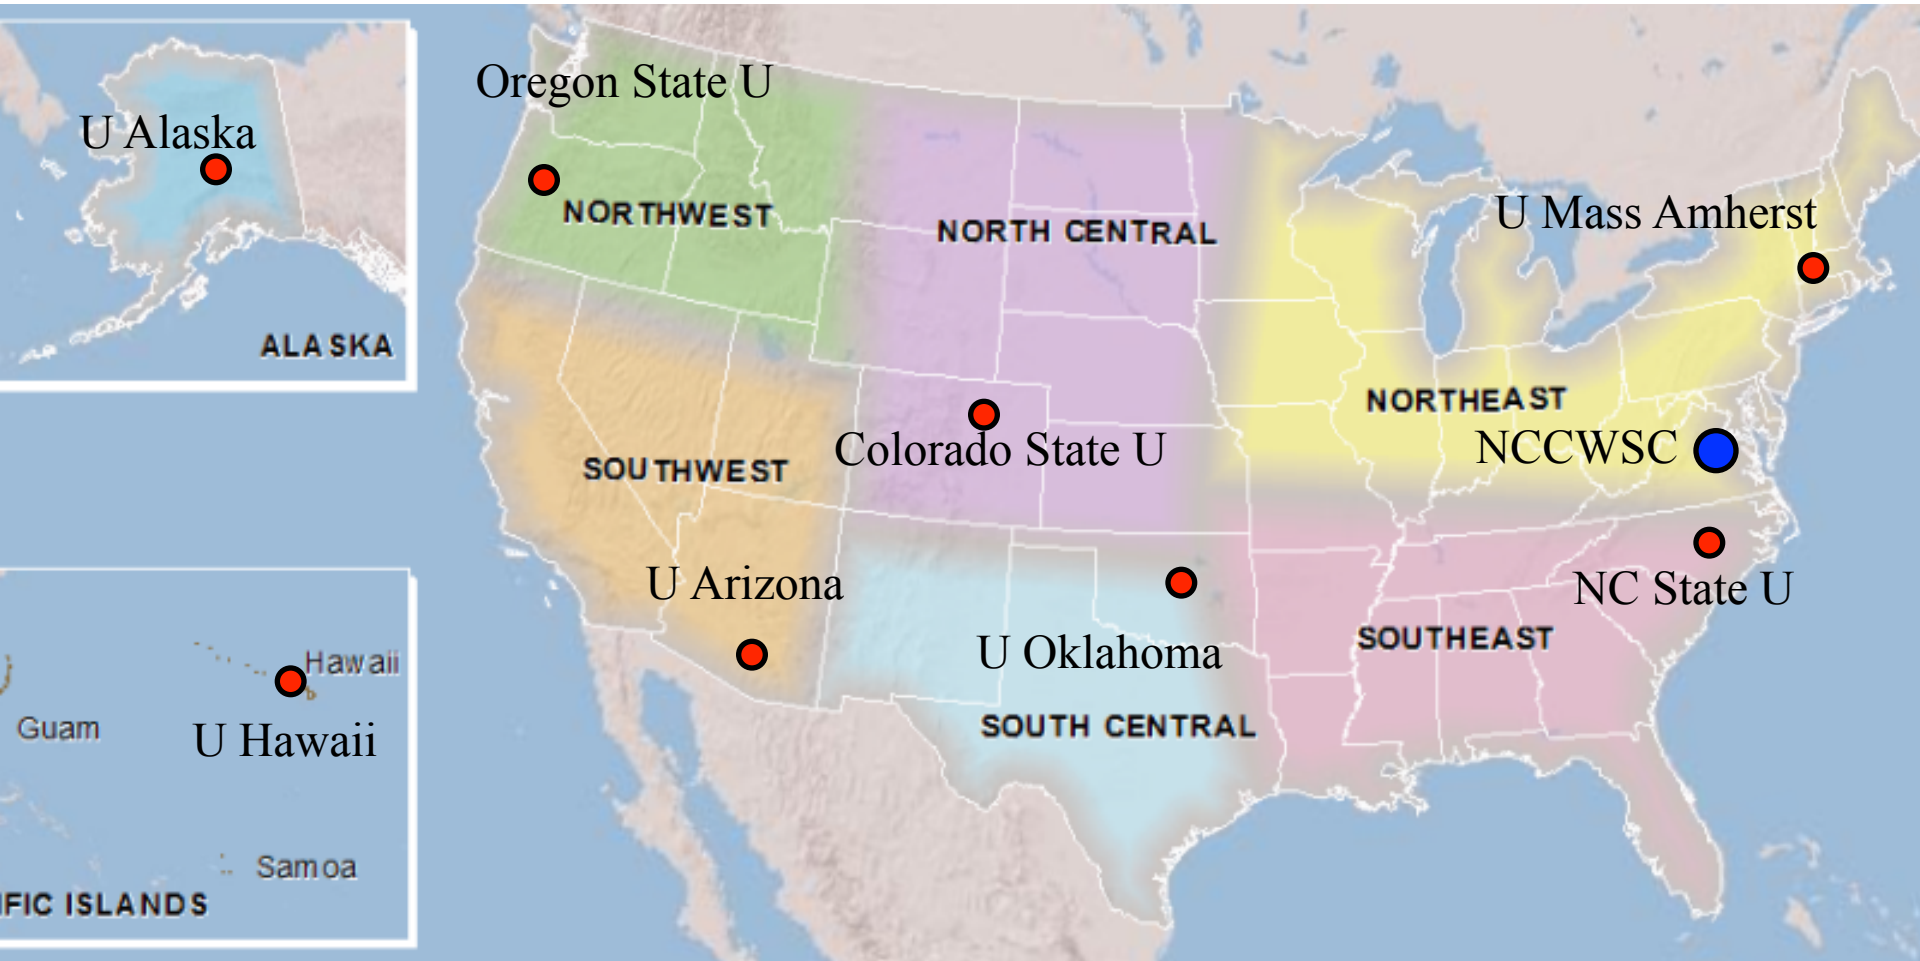 Oregon State U
U Alaska
NORTHWEST
NORTH CENTRAL
U Mass Amherst
ALASKA
NORTHEAST
NCCWSC
Colorado State U
SOUTHWEST
U Arizona
NC State U
U Oklahoma
SOUTHEAST
Hawaii
Guam
U Hawaii
SOUTH CENTRAL
Samoa
IFIC ISLANDS